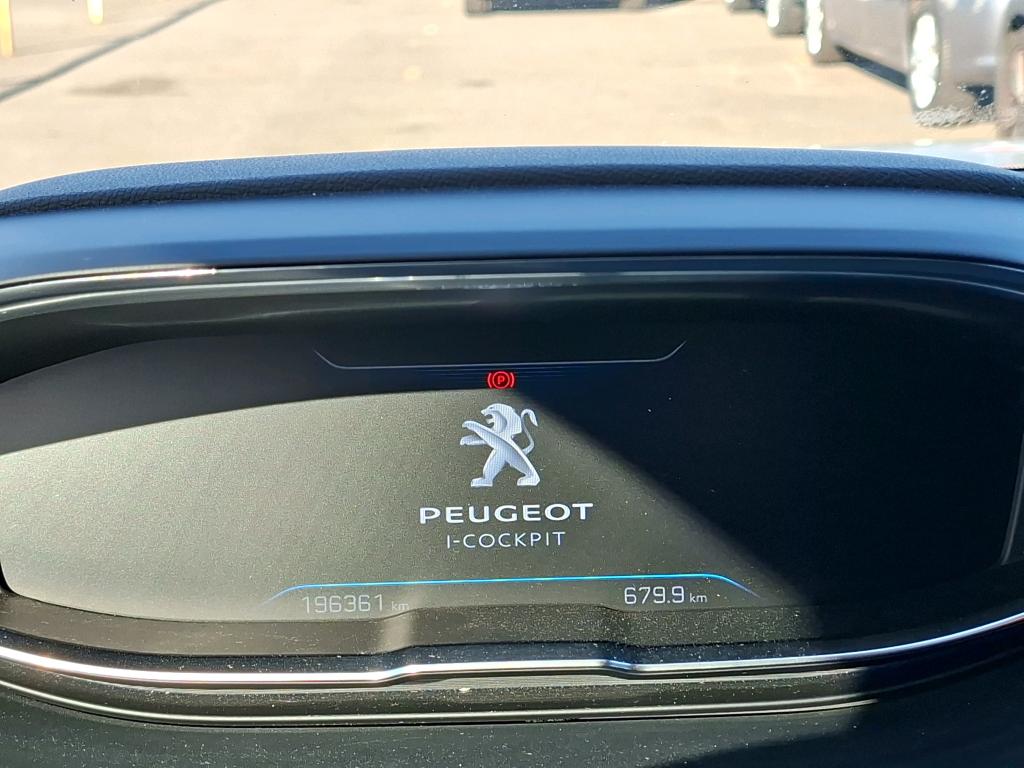 (P)
PEUGEOT
I-COCKPIT
196361 km
679.9 km